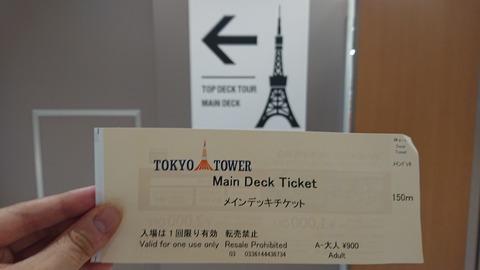 TOP DECK TOUR
MAIN DECK
TOKYO TOWER
Main Deck Ticket
メインデッキチケット
150m
入場は1回限り有効 転売禁止
Valid for one use only Resale Prohibited
A-大人 ¥900
Adult
03 0336144436734